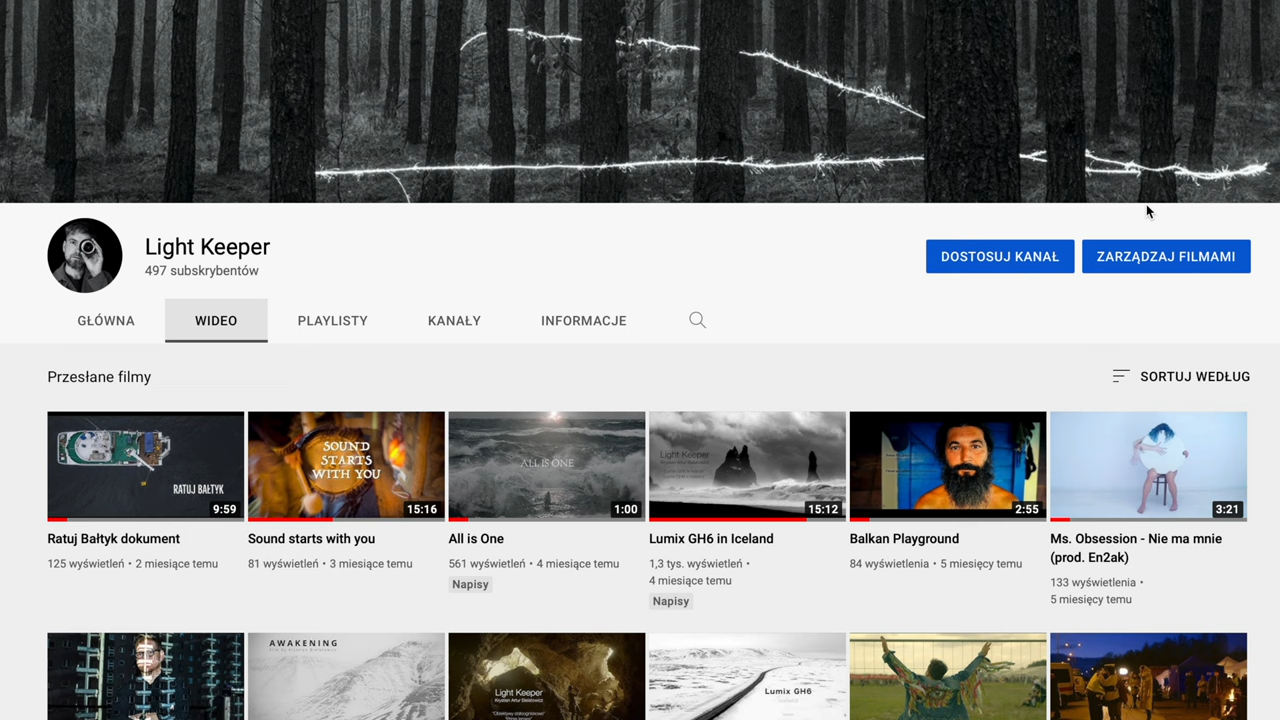 Light Keeper
497 subskrybentów
DOSTOSUJ KANAŁ
ZARZĄDZAJ FILMAMI
GŁÓWNA
WIDEO
PLAYLISTY
KANAŁY
INFORMACJE
Przesłane filmy
SORTUJ WEDŁUG
RATUJ BAŁTYK
9:59
SOUND
STARTS
WITH YOU
15:16
ALL IS ONE
1:00
Light Keeper
15:12
2:55
3:21
Ratuj Bałtyk dokument
125 wyświetleń • 2 miesiące temu
Sound starts with you
81 wyświetleń • 3 miesiące temu
All is One
561 wyświetleń • 4 miesiące temu
Napisy
Lumix GH6 in Iceland
1,3 tys. wyświetleń •
4 miesiące temu
Napisy
Balkan Playground
84 wyświetlenia • 5 miesięcy temu
Ms. Obsession - Nie ma mnie
(prod. En2ak)
133 wyświetlenia •
5 miesięcy temu
AWAKENING
Light Keeper
Krystian Artur Bielatowicz
Lumix GH6